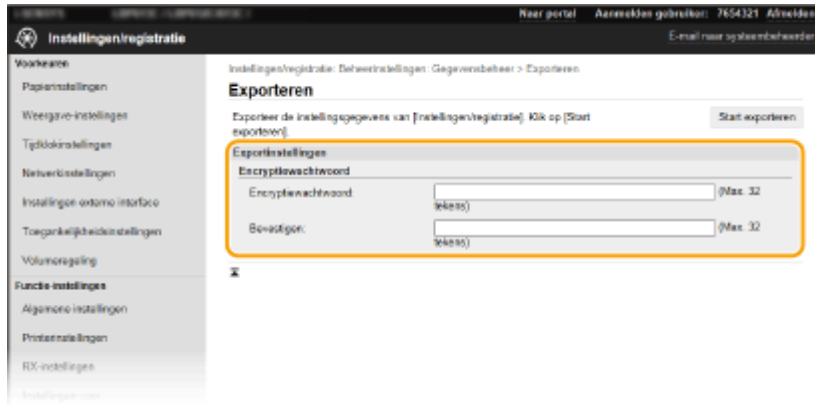 Naar portal Aanmelden gebruiker: 7654321 Afmelden
Instellingen/registratie
E-mail naar systeembeheerder
Voorkeuren
Papierinstellingen
Weergave-instellingen
Tijdklokinstellingen
Netwerkinstellingen
Instellingen externe interface
Toegankelijkheidsinstellingen
Volumeregeling
Functie-instellingen
Algemene instellingen
Printerinstellingen
RX-instellingen
Instellingen/registratie: Beheerinstellingen: Gegevensbeheer > Exporteren
Exporteren
Exporteer de instellingsgegevens van [Instellingen/registratie]. Klik op [Start
exporteren].
Start exporteren
Exportinstellingen
Encryptiewachtwoord
Encryptiewachtwoord:
(Max. 32
tekens)
Bevestigen:
(Max. 32
tekens)